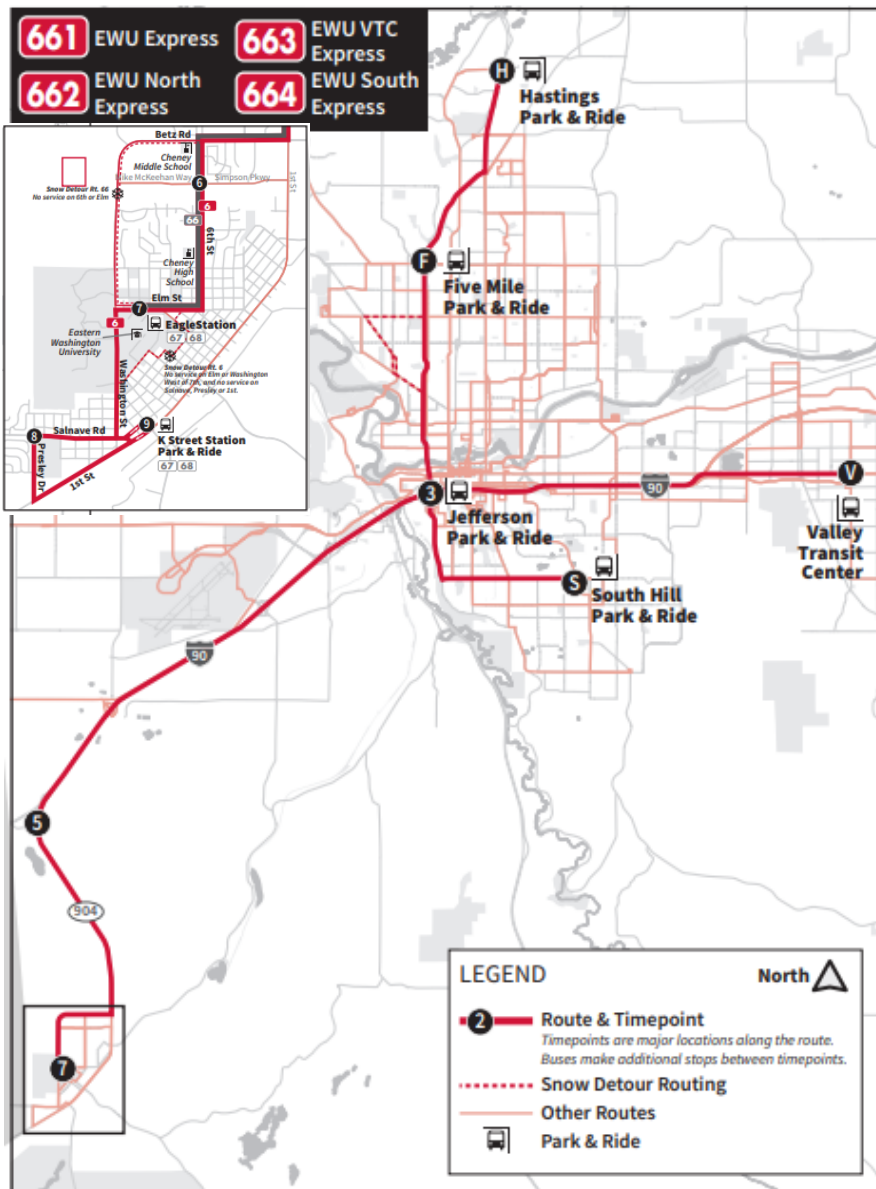 661 EWU Express
663 EWU VTC
Express
662 EWU North
Express
664 EWU South
Express
Betz Rd
Cheney
Middle School
Mike McKeehan Way
Simpson Pkwy
1st St
6
Snow Detour Rt. 66
No service on 6th or Elm
6
66
6th St
Cheney
High
School
Elm St
7
6
EagleStation
67 68
Eastern
Washington
University
Snow Detour Rt. 6
No service on Elm or Washington
West of 7th, and no service on
Salnave, Presley or 1st.
Washington St
9
8
Salnave Rd
K Street Station
Park & Ride
67 68
Presley Dr
1st St
H
Hastings
Park & Ride
F
Five Mile
Park & Ride
3
Jefferson
Park & Ride
90
V
Valley
Transit
Center
S
South Hill
Park & Ride
90
5
904
7
LEGEND
North
2
Route & Timepoint
Timepoints are major locations along the route.
Buses make additional stops between timepoints.
Snow Detour Routing
Other Routes
Park & Ride